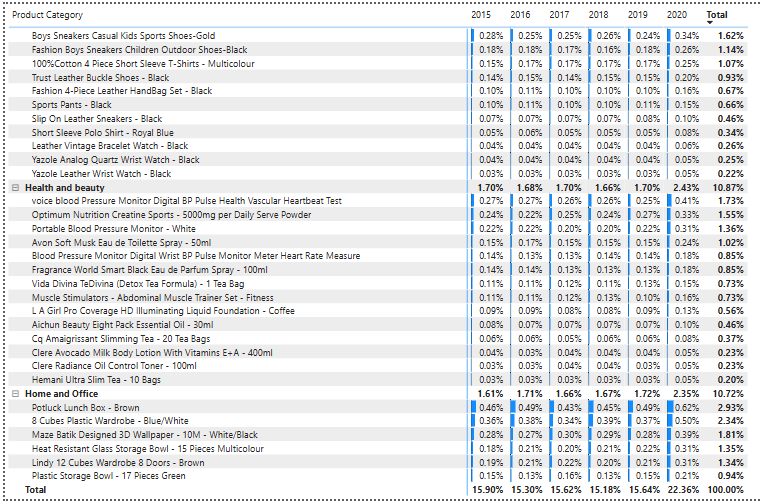 Product Category 2015 2016 2017 2018 2019 2020 Total
Boys Sneakers Casual Kids Sports Shoes-Gold 0.28% 0.25% 0.25% 0.26% 0.24% 0.34% 1.62%
Fashion Boys Sneakers Children Outdoor Shoes-Black 0.18% 0.18% 0.17% 0.16% 0.18% 0.26% 1.14%
100%Cotton 4 Piece Short Sleeve T-Shirts - Multicolour 0.15% 0.17% 0.17% 0.17% 0.17% 0.25% 1.07%
Trust Leather Buckle Shoes - Black 0.14% 0.15% 0.14% 0.15% 0.15% 0.20% 0.93%
Fashion 4-Piece Leather HandBag Set - Black 0.10% 0.11% 0.10% 0.10% 0.10% 0.16% 0.67%
Sports Pants - Black 0.10% 0.11% 0.10% 0.10% 0.11% 0.15% 0.66%
Slip On Leather Sneakers - Black 0.07% 0.07% 0.07% 0.07% 0.08% 0.10% 0.46%
Short Sleeve Polo Shirt - Royal Blue 0.05% 0.06% 0.05% 0.05% 0.05% 0.08% 0.34%
Leather Vintage Bracelet Watch - Black 0.04% 0.04% 0.04% 0.04% 0.04% 0.06% 0.26%
Yazole Analog Quartz Wrist Watch - Black 0.04% 0.04% 0.04% 0.04% 0.04% 0.05% 0.25%
Yazole Leather Wrist Watch - Black 0.03% 0.03% 0.03% 0.03% 0.03% 0.05% 0.22%
Health and beauty 1.70% 1.68% 1.70% 1.66% 1.70% 2.43% 10.87%
voice blood Pressure Monitor Digital BP Pulse Health Vascular Heartbeat Test 0.27% 0.27% 0.26% 0.26% 0.25% 0.41% 1.73%
Optimum Nutrition Creatine Sports - 5000mg per Daily Serve Powder 0.24% 0.22% 0.25% 0.24% 0.27% 0.33% 1.55%
Portable Blood Pressure Monitor - White 0.22% 0.22% 0.20% 0.20% 0.22% 0.31% 1.36%
Avon Soft Musk Eau de Toilette Spray - 50ml 0.15% 0.17% 0.15% 0.15% 0.15% 0.24% 1.02%
Blood Pressure Monitor Digital Wrist BP Pulse Monitor Meter Heart Rate Measure 0.14% 0.13% 0.13% 0.14% 0.14% 0.18% 0.85%
Fragrance World Smart Black Eau de Parfum Spray - 100ml 0.14% 0.14% 0.13% 0.13% 0.13% 0.18% 0.85%
Vida Divina TeDivina (Detox Tea Formula) - 1 Tea Bag 0.11% 0.11% 0.12% 0.11% 0.13% 0.15% 0.73%
Muscle Stimulators - Abdominal Muscle Trainer Set - Fitness 0.11% 0.11% 0.12% 0.13% 0.10% 0.16% 0.73%
L A Girl Pro Coverage HD Illuminating Liquid Foundation - Coffee 0.09% 0.09% 0.08% 0.08% 0.09% 0.13% 0.56%
Aichun Beauty Eight Pack Essential Oil - 30ml 0.08% 0.07% 0.07% 0.07% 0.07% 0.10% 0.46%
Cq Amaigrissant Slimming Tea - 20 Tea Bags 0.06% 0.06% 0.05% 0.06% 0.06% 0.08% 0.37%
Clere Avocado Milk Body Lotion With Vitamins E+A - 400ml 0.04% 0.03% 0.04% 0.04% 0.04% 0.05% 0.23%
Clere Radiance Oil Control Toner - 100ml 0.03% 0.03% 0.04% 0.04% 0.03% 0.05% 0.23%
Hemani Ultra Slim Tea - 10 Bags 0.03% 0.03% 0.03% 0.03% 0.03% 0.05% 0.20%
Home and Office 1.61% 1.71% 1.66% 1.67% 1.72% 2.35% 10.72%
Potluck Lunch Box - Brown 0.46% 0.49% 0.43% 0.45% 0.49% 0.62% 2.93%
8 Cubes Plastic Wardrobe - Blue/White 0.36% 0.38% 0.34% 0.39% 0.37% 0.50% 2.34%
Maze Batik Designed 3D Wallpaper - 10M - White/Black 0.28% 0.27% 0.30% 0.29% 0.28% 0.39% 1.81%
Heat Resistant Glass Storage Bowl - 15 Pieces Multicolour 0.18% 0.21% 0.20% 0.21% 0.22% 0.31% 1.35%
Lindy 12 Cubes Wardrobe 8 Doors - Brown 0.19% 0.21% 0.22% 0.20% 0.21% 0.31% 1.34%
Plastic Storage Bowl - 17 Pieces Green 0.15% 0.13% 0.16% 0.13% 0.15% 0.21% 0.94%
Total 15.90% 15.30% 15.62% 15.18% 15.64% 22.36% 100.00%